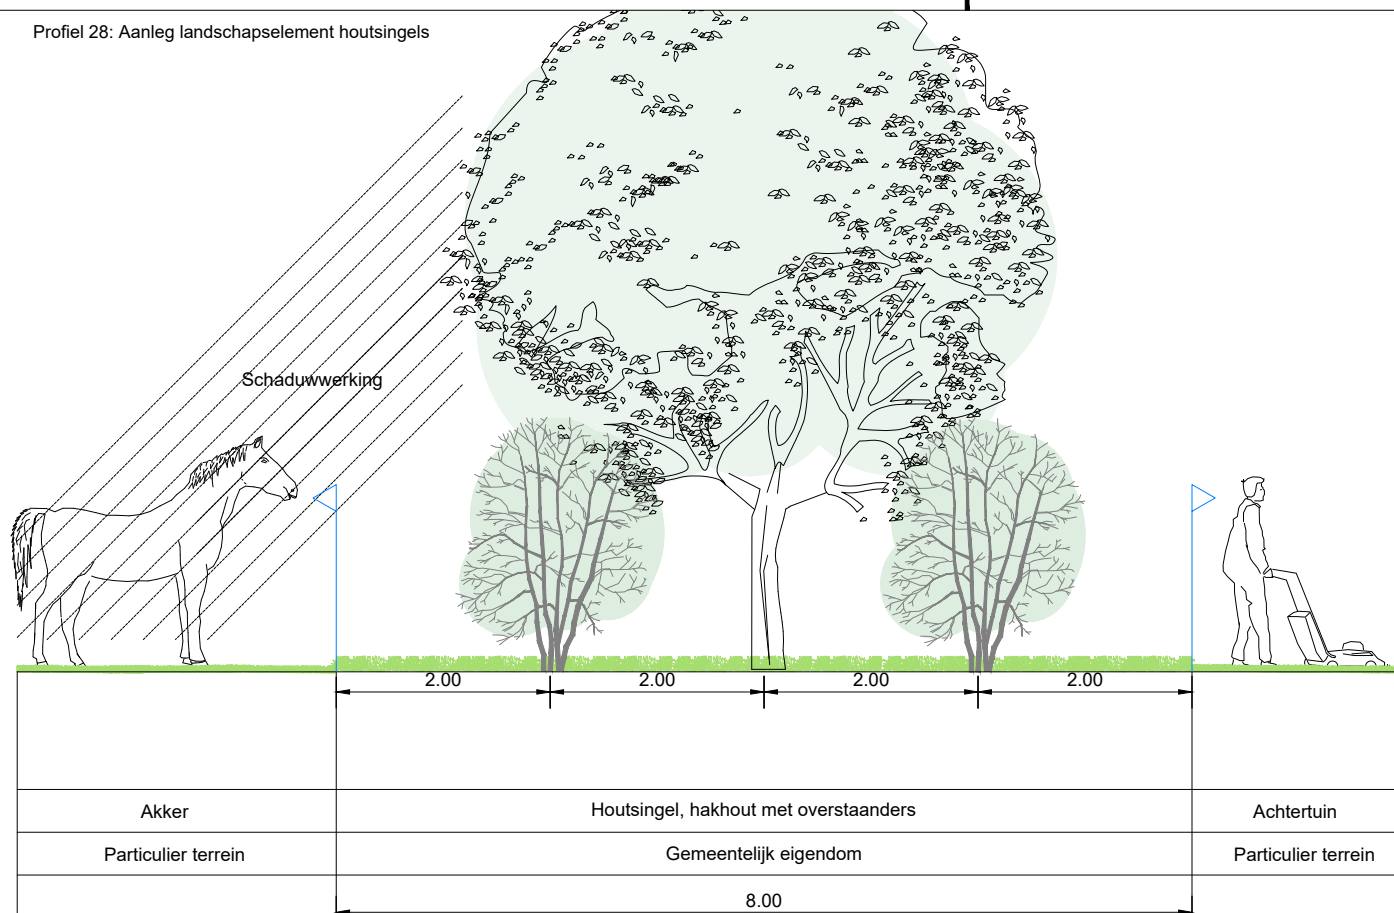 Profiel 28: Aanleg landschapselement houtsingels
Schaduwwerking
2.00 2.00 2.00 2.00
Akker Houtsingel, hakhout met overstaanders Achtertuin
Particulier terrein Gemeentelijk eigendom Particulier terrein
8.00